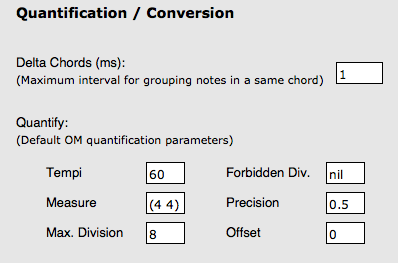 Quantification / Conversion
Delta Chords (ms):
(Maximum interval for grouping notes in a same chord) 1
Quantify:
(Default OM quantification parameters)
Tempi 60 Forbidden Div. nil
Measure (4 4) Precision 0.5
Max. Division 8 Offset 0